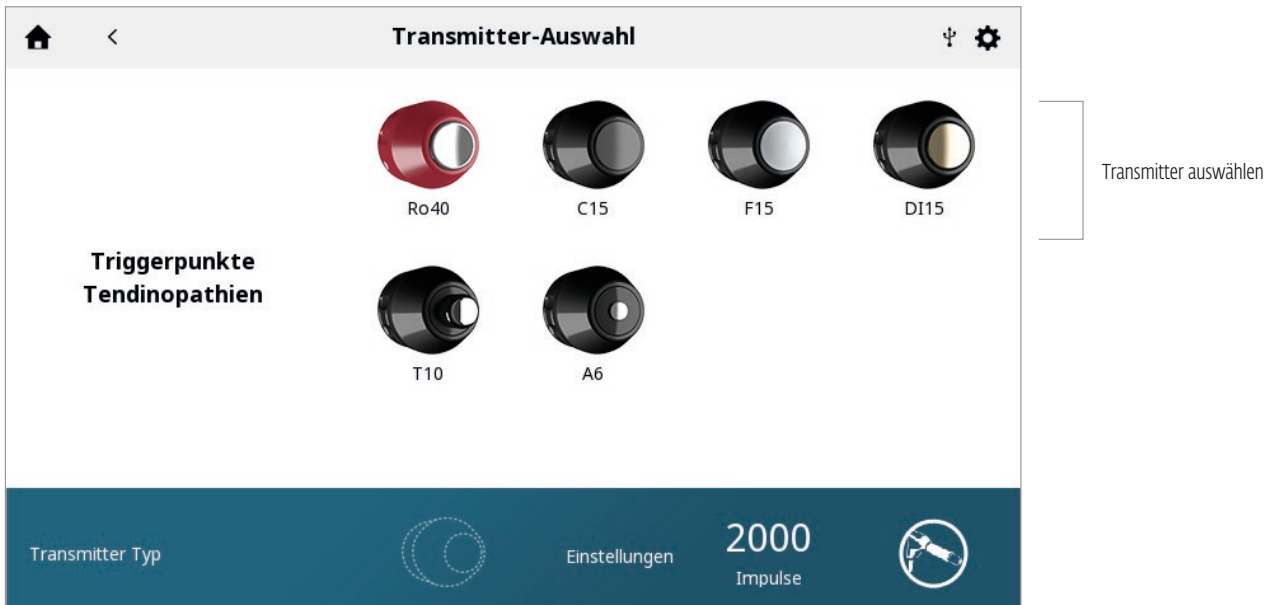 Transmitter-Auswahl
Ro40
C15
F15
DI15
Transmitter auswählen
Triggerpunkte
Tendinopathien
T10
A6
Transmitter Typ
Einstellungen
2000
Impulse